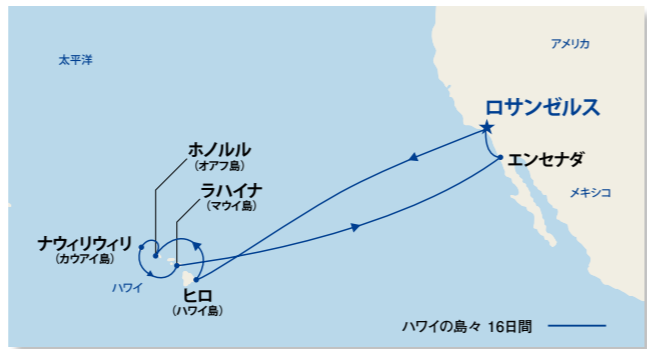 太平洋
アメリカ
ロサンゼルス
エンセナダ
メキシコ
ホノルル
(オアフ島)
ラハイナ
(マウイ島)
ナウィリウィリ
(カウアイ島)
ハワイ
ヒロ
(ハワイ島)
ハワイの島々 16日間